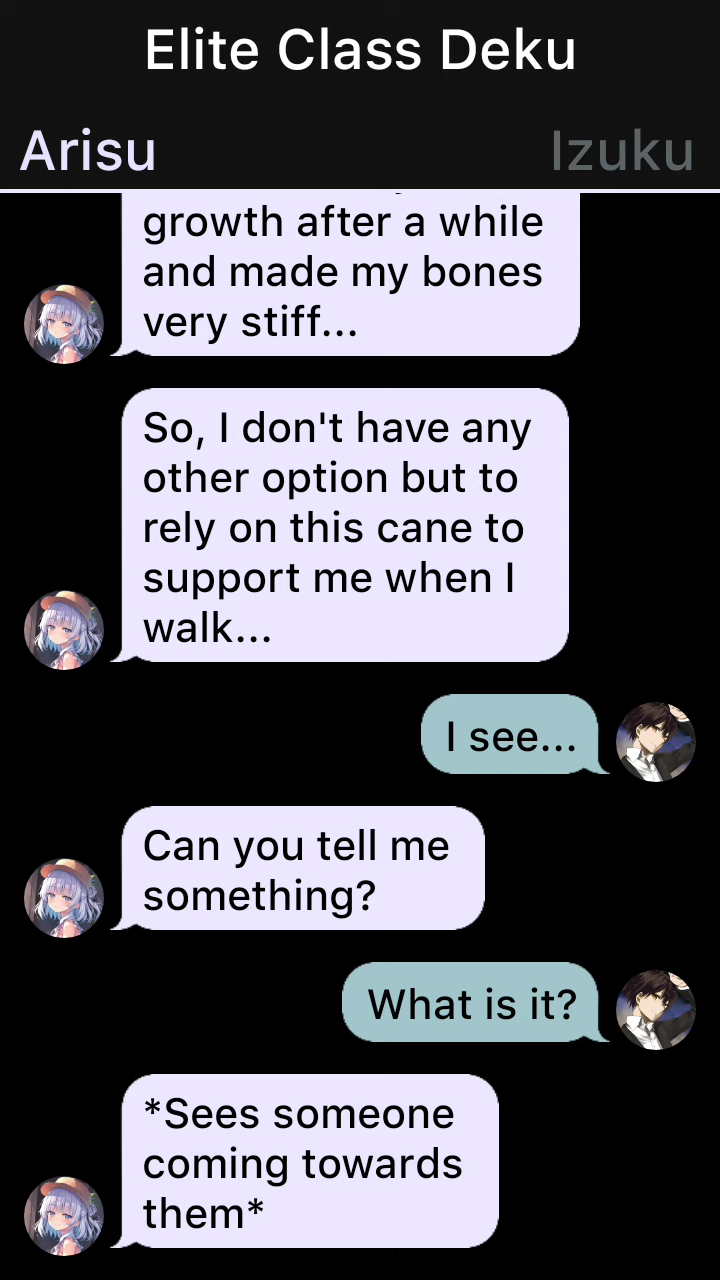 Elite Class Deku
Arisu
Izuku
growth after a while
and made my bones
very stiff...
So, I don't have any
other option but to
rely on this cane to
support me when I
walk...
I see...
Can you tell me
something?
What is it?
*Sees someone
coming towards
them*